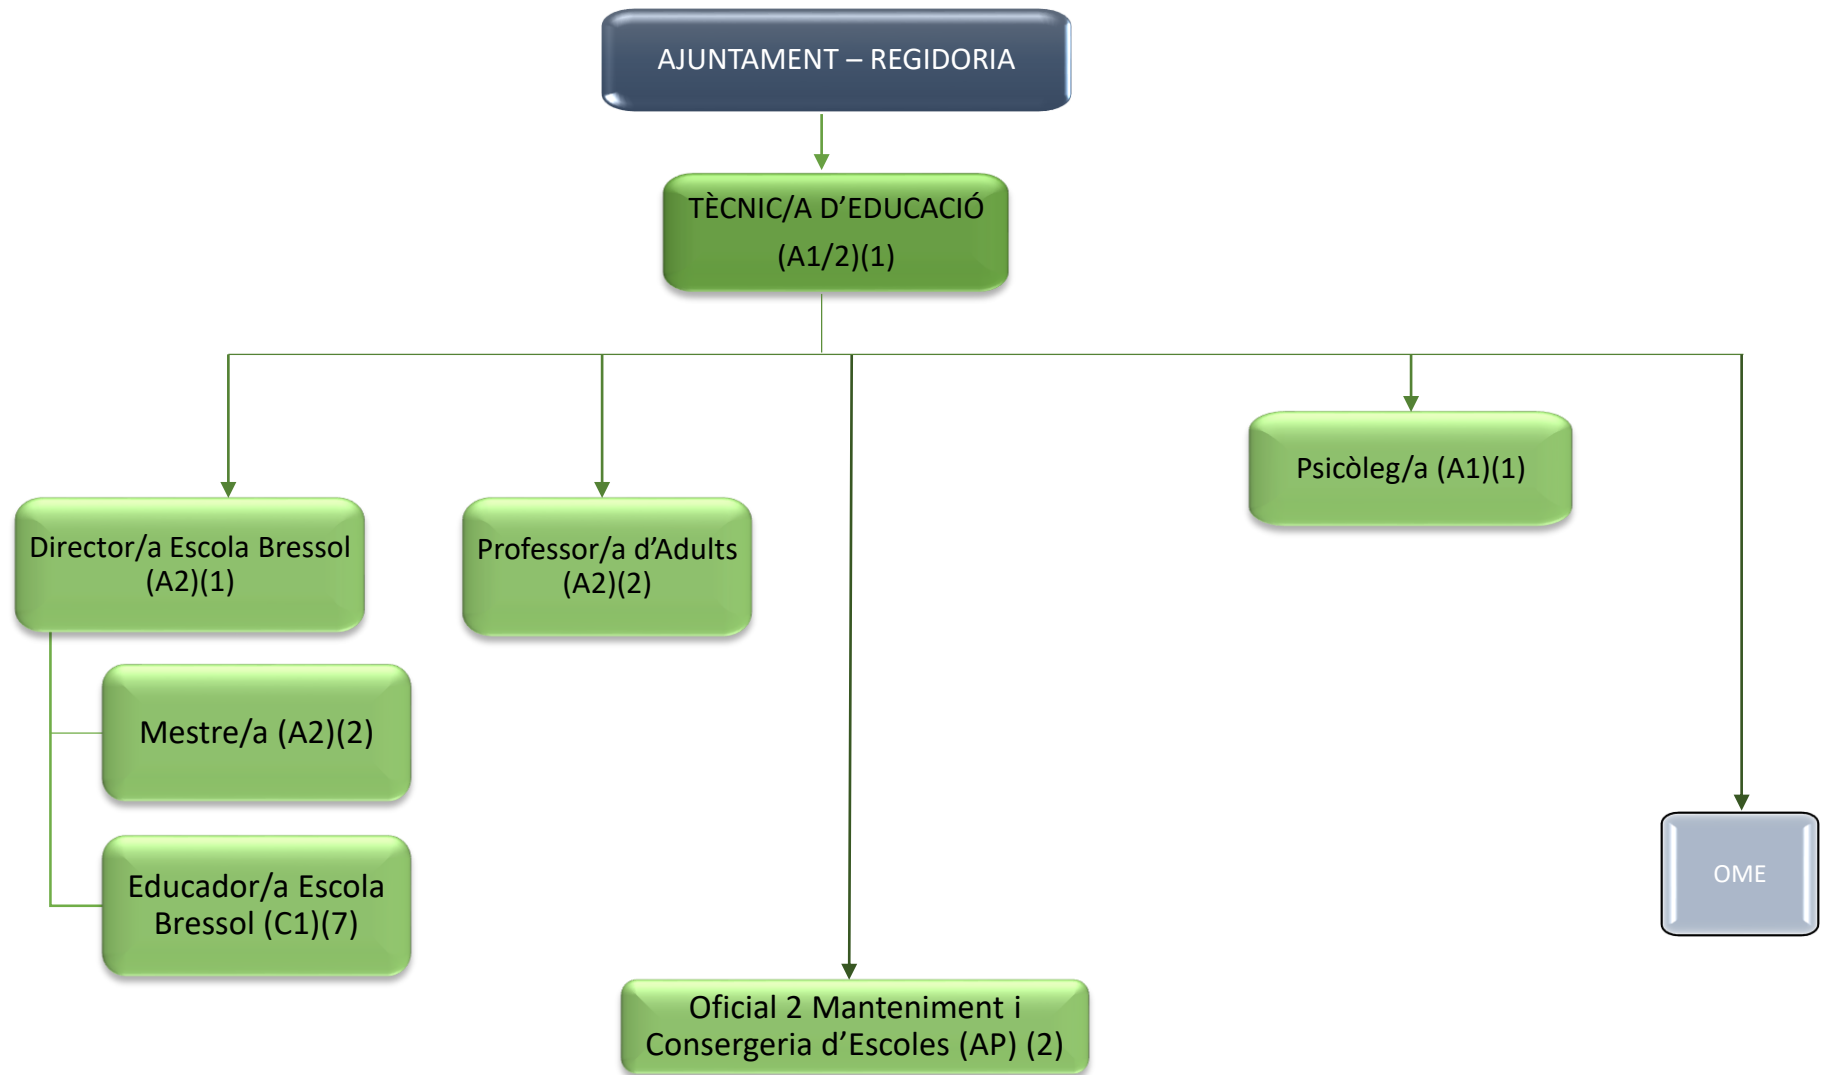 AJUNTAMENT – REGIDORIA
TÈCNIC/A D’EDUCACIÓ
(A1/2)(1)
Psicòleg/a (A1)(1)
Director/a Escola Bressol
(A2)(1)
Professor/a d’Adults
(A2)(2)
Mestre/a (A2)(2)
Educador/a Escola
Bressol (C1)(7)
OME
Oficial 2 Manteniment i
Consergeria d’Escoles (AP) (2)